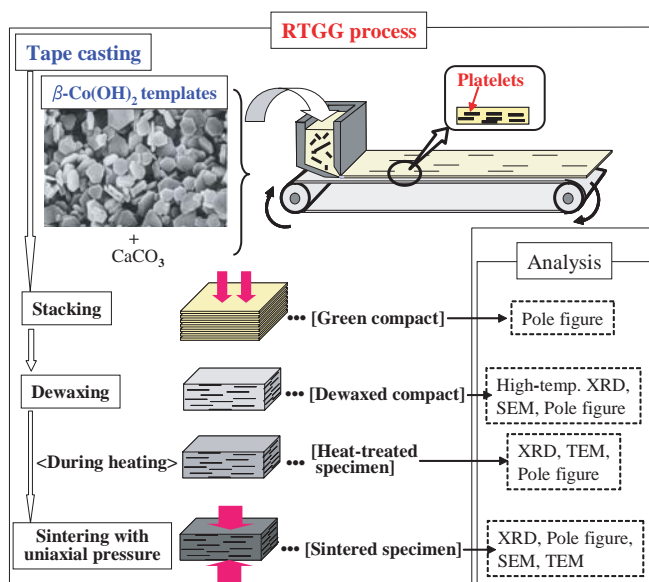 RTGG process
Tape casting
β-Co(OH)₂ templates
Platelets
+
CaCO₃
Analysis
Stacking
••• [Green compact]
Pole figure
Dewaxing
••• [Dewaxed compact]
High-temp. XRD,
SEM, Pole figure
<During heating>
••• [Heat-treated
specimen]
XRD, TEM,
Pole figure
Sintering with
uniaxial pressure
••• [Sintered specimen]
XRD, Pole figure,
SEM, TEM